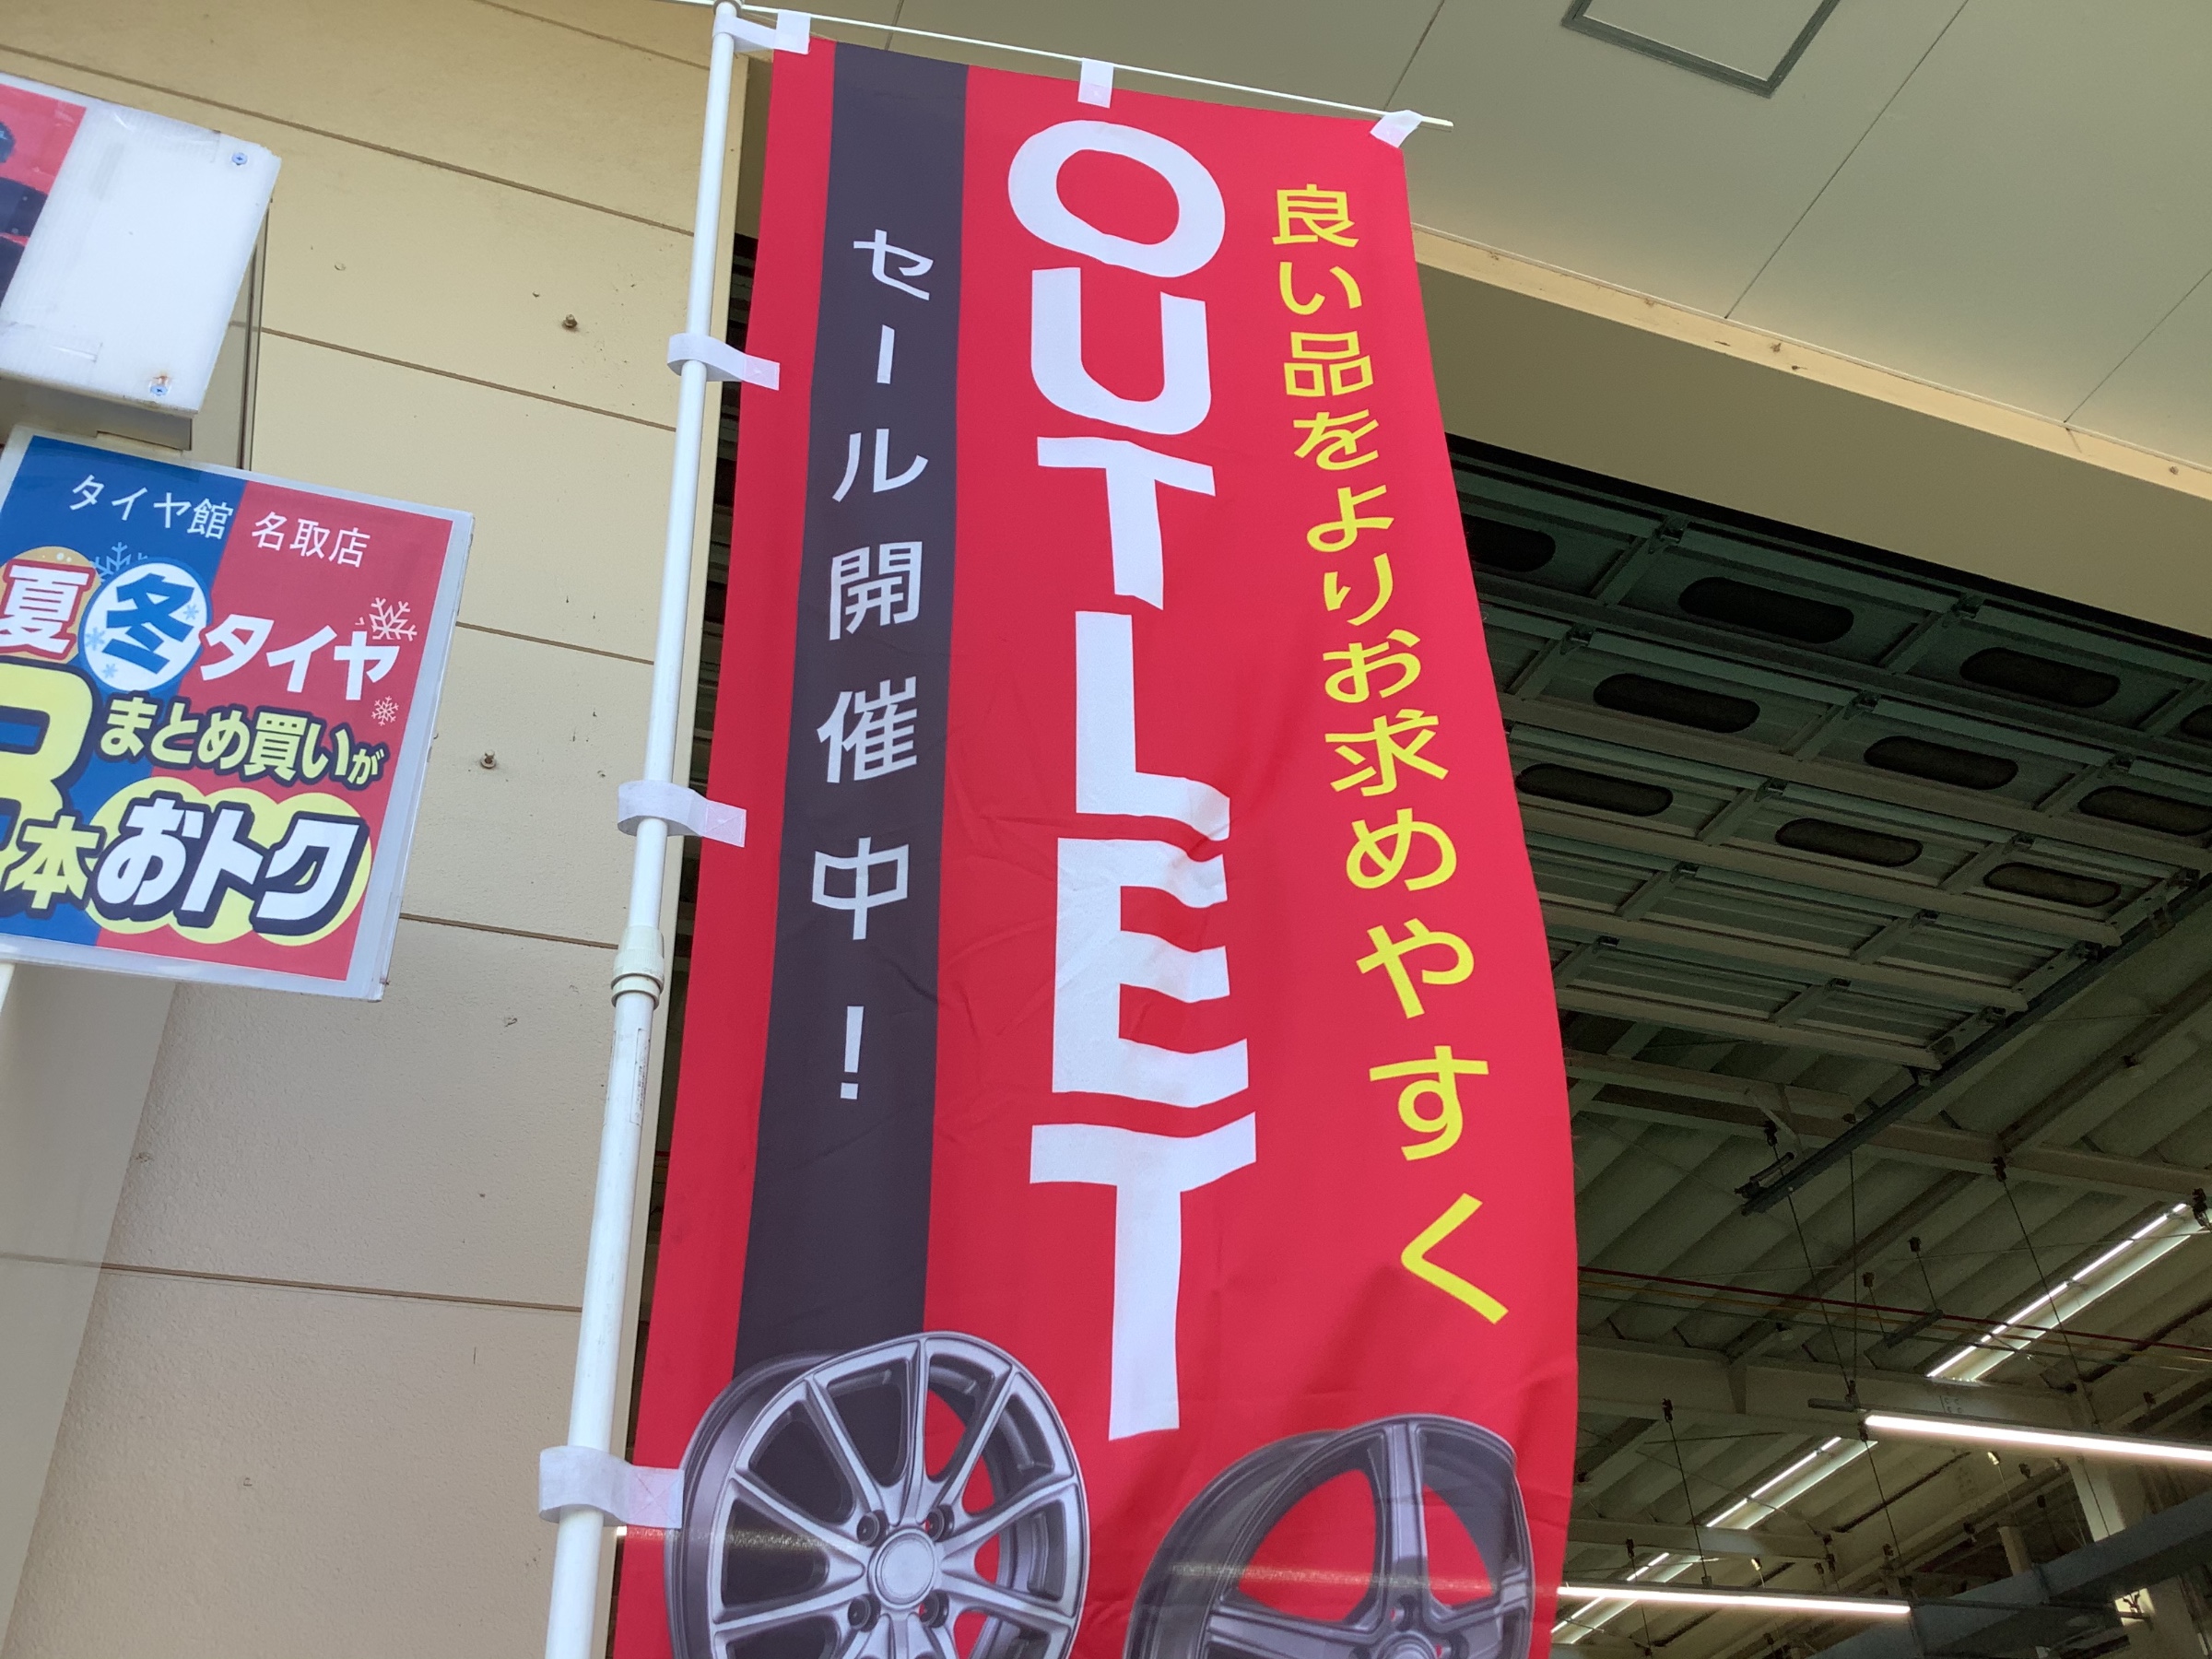 良い品をよりお求めやすく
OUTLET
セール開催中!
タイヤ館 名取店
夏冬タイヤ
まとめ買いが
本おトク